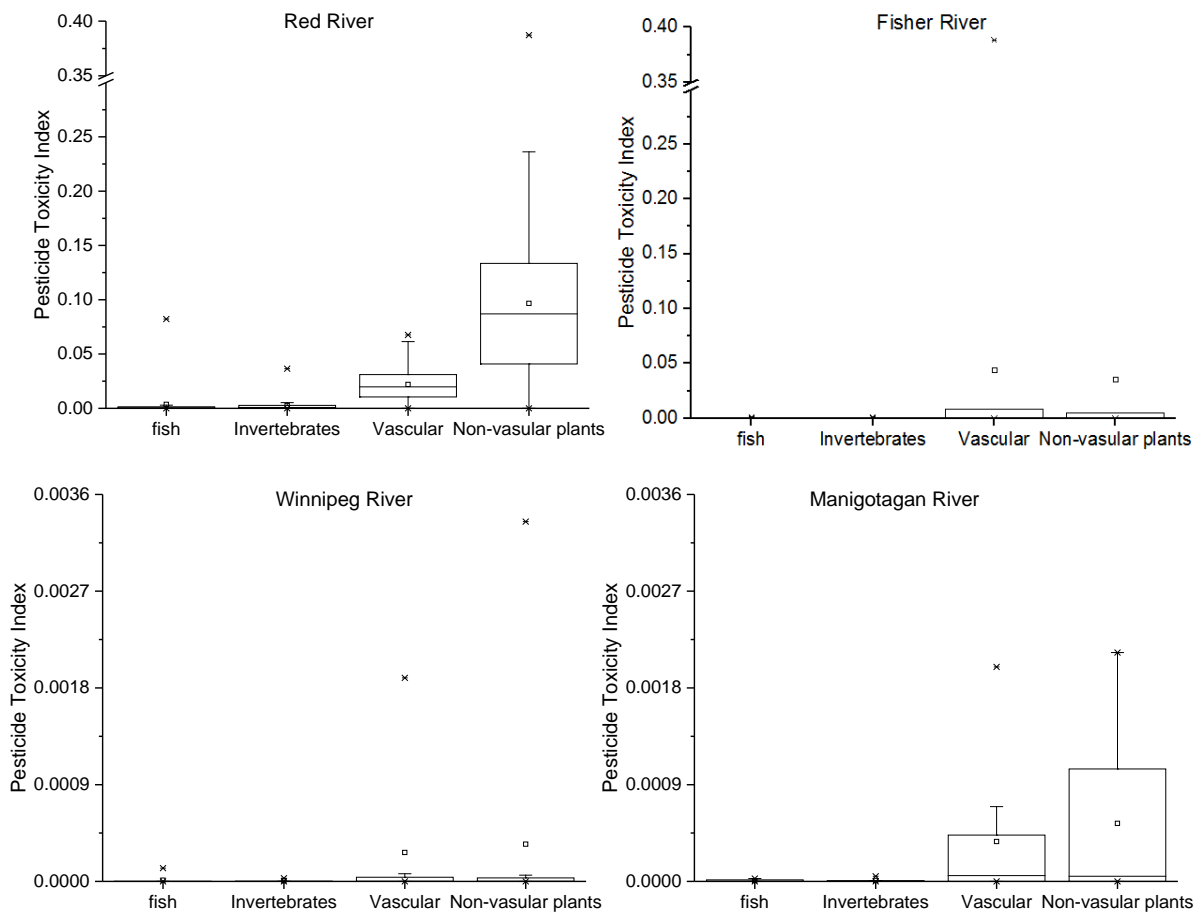 Red River
Pesticide Toxicity Index
0.40
0.35
0.25
0.20
0.15
0.10
0.05
0.00
fish Invertebrates Vascular Non-vasular plants
Fisher River
Pesticide Toxicity Index
0.40
0.35
0.25
0.20
0.15
0.10
0.05
0.00
fish Invertebrates Vascular Non-vasular plants
Winnipeg River
Pesticide Toxicity Index
0.0036
0.0027
0.0018
0.0009
0.0000
fish Invertebrates Vascular Non-vasular plants
Manigotagan River
Pesticide Toxicity Index
0.0036
0.0027
0.0018
0.0009
0.0000
fish Invertebrates Vascular Non-vasular plants